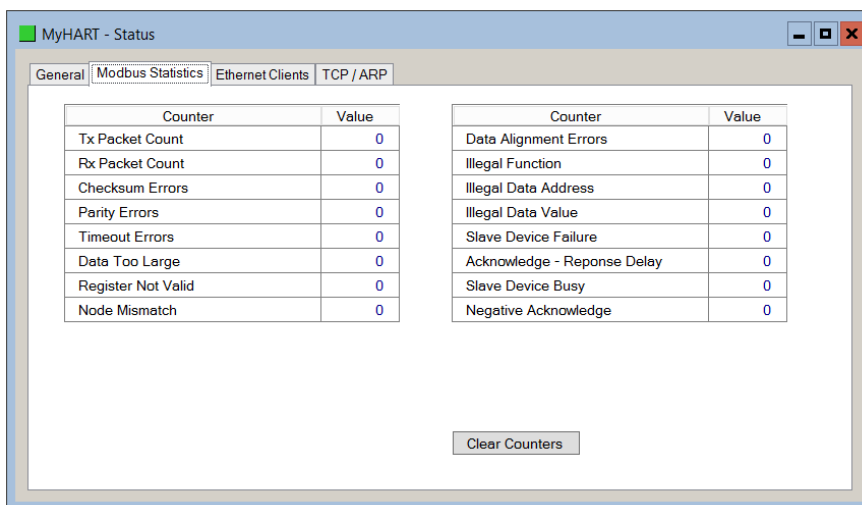 MyHART - Status
General Modbus Statistics Ethernet Clients TCP / ARP
Counter Value
Tx Packet Count 0
Rx Packet Count 0
Checksum Errors 0
Parity Errors 0
Timeout Errors 0
Data Too Large 0
Register Not Valid 0
Node Mismatch 0
Counter Value
Data Alignment Errors 0
Illegal Function 0
Illegal Data Address 0
Illegal Data Value 0
Slave Device Failure 0
Acknowledge - Reponse Delay 0
Slave Device Busy 0
Negative Acknowledge 0
Clear Counters